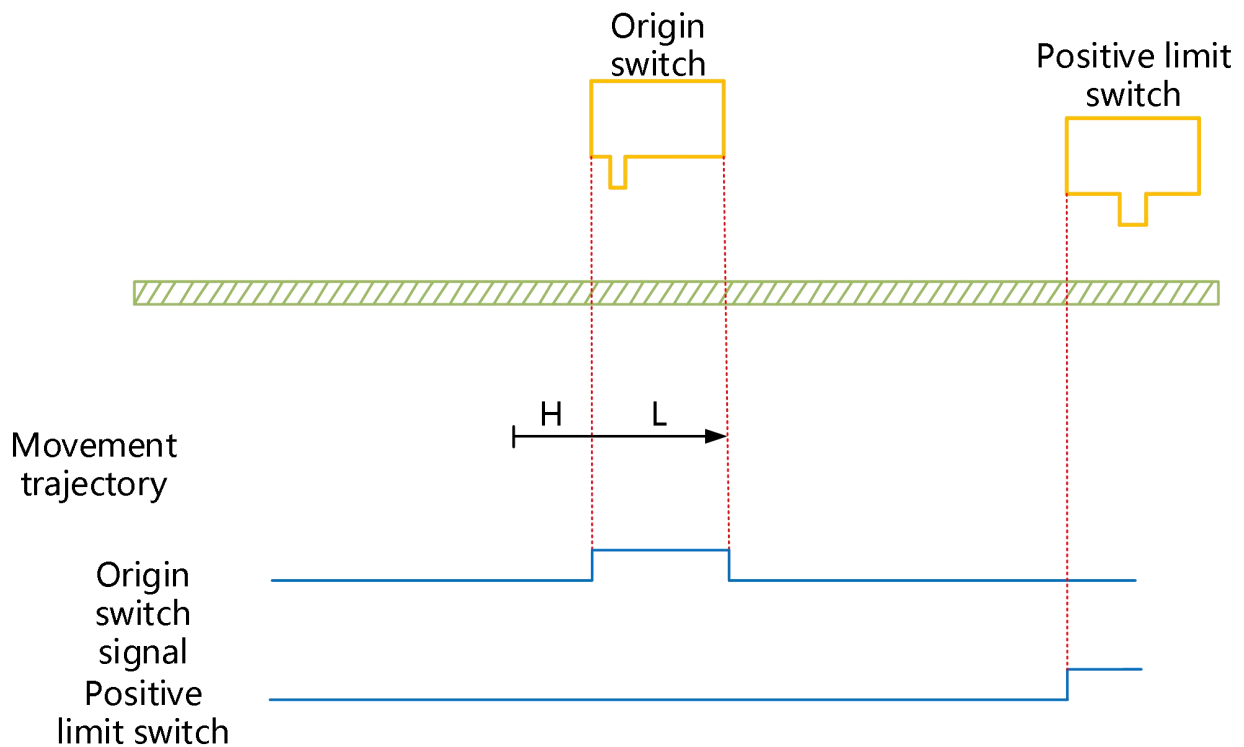 Origin
switch
Positive limit
switch
H
L
Movement
trajectory
Origin
switch
signal
Positive
limit switch